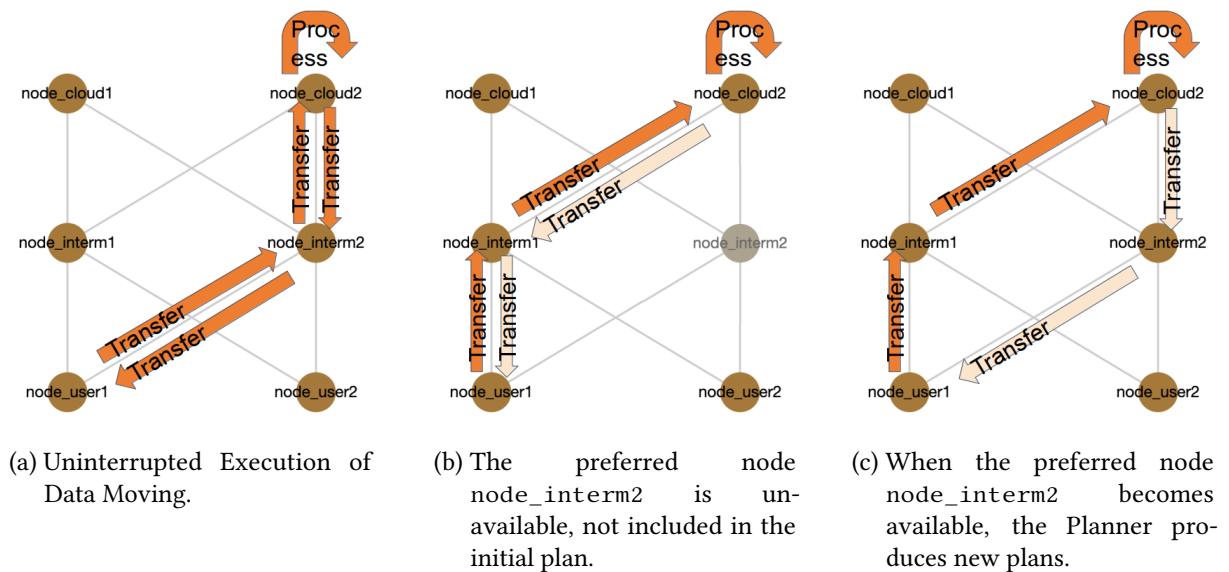 Proc
ess
node_cloud1
node_cloud2
Transfer
Transfer
node_interm1
node_interm2
Transfer
Transfer
node_user1
node_user2
(a) Uninterrupted Execution of
Data Moving.
Proc
ess
node_cloud1
node_cloud2
Transfer
Transfer
node_interm1
node_interm2
Transfer
Transfer
node_user1
node_user2
(b) The preferred node
node_interm2 is un-
available, not included in the
initial plan.
Proc
ess
node_cloud1
node_cloud2
Transfer
Transfer
node_interm1
node_interm2
Transfer
Transfer
node_user1
node_user2
(c) When the preferred node
node_interm2 becomes
available, the Planner pro-
duces new plans.